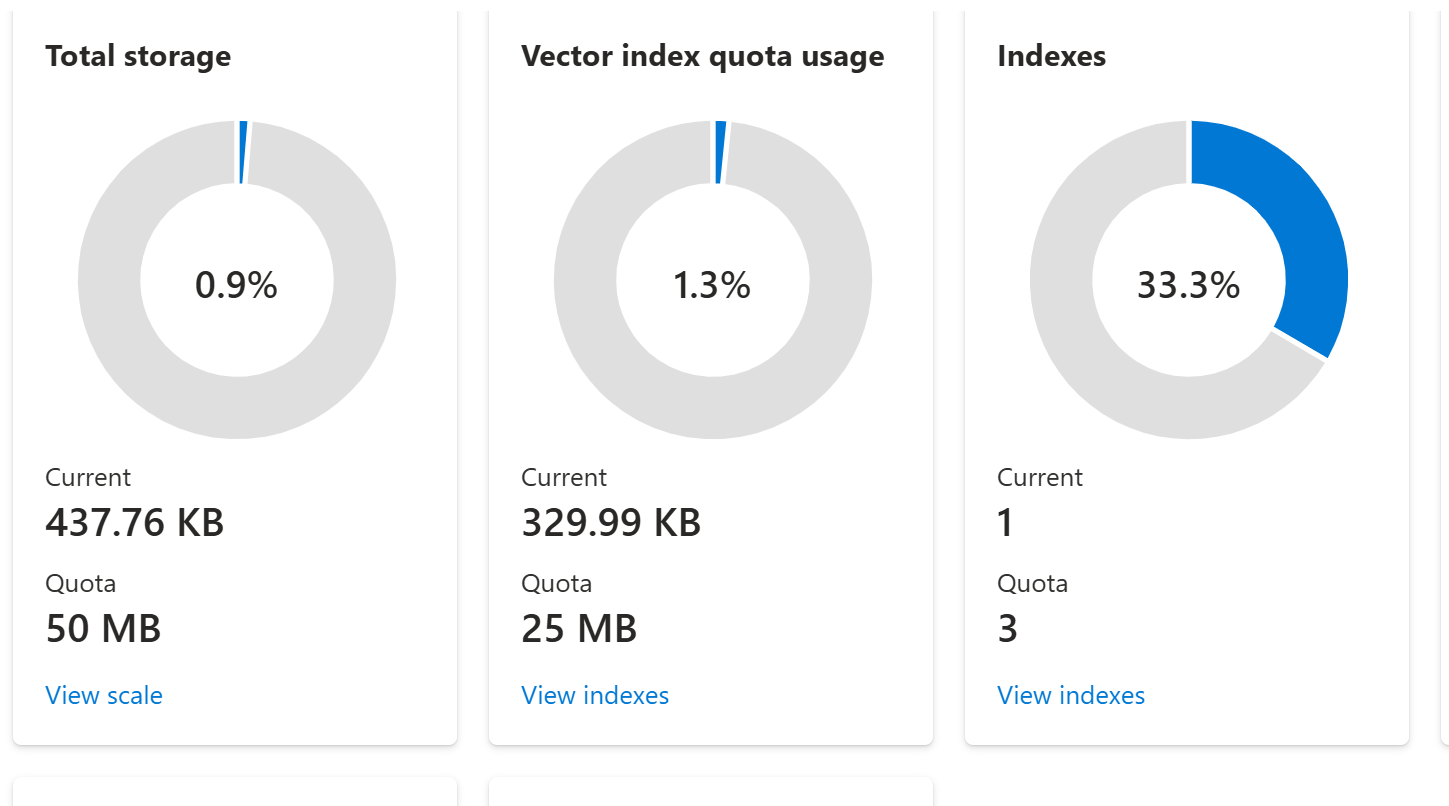 Total storage
0.9%
Current
437.76 KB
Quota
50 MB
View scale
Vector index quota usage
1.3%
Current
329.99 KB
Quota
25 MB
View indexes
Indexes
33.3%
Current
1
Quota
3
View indexes